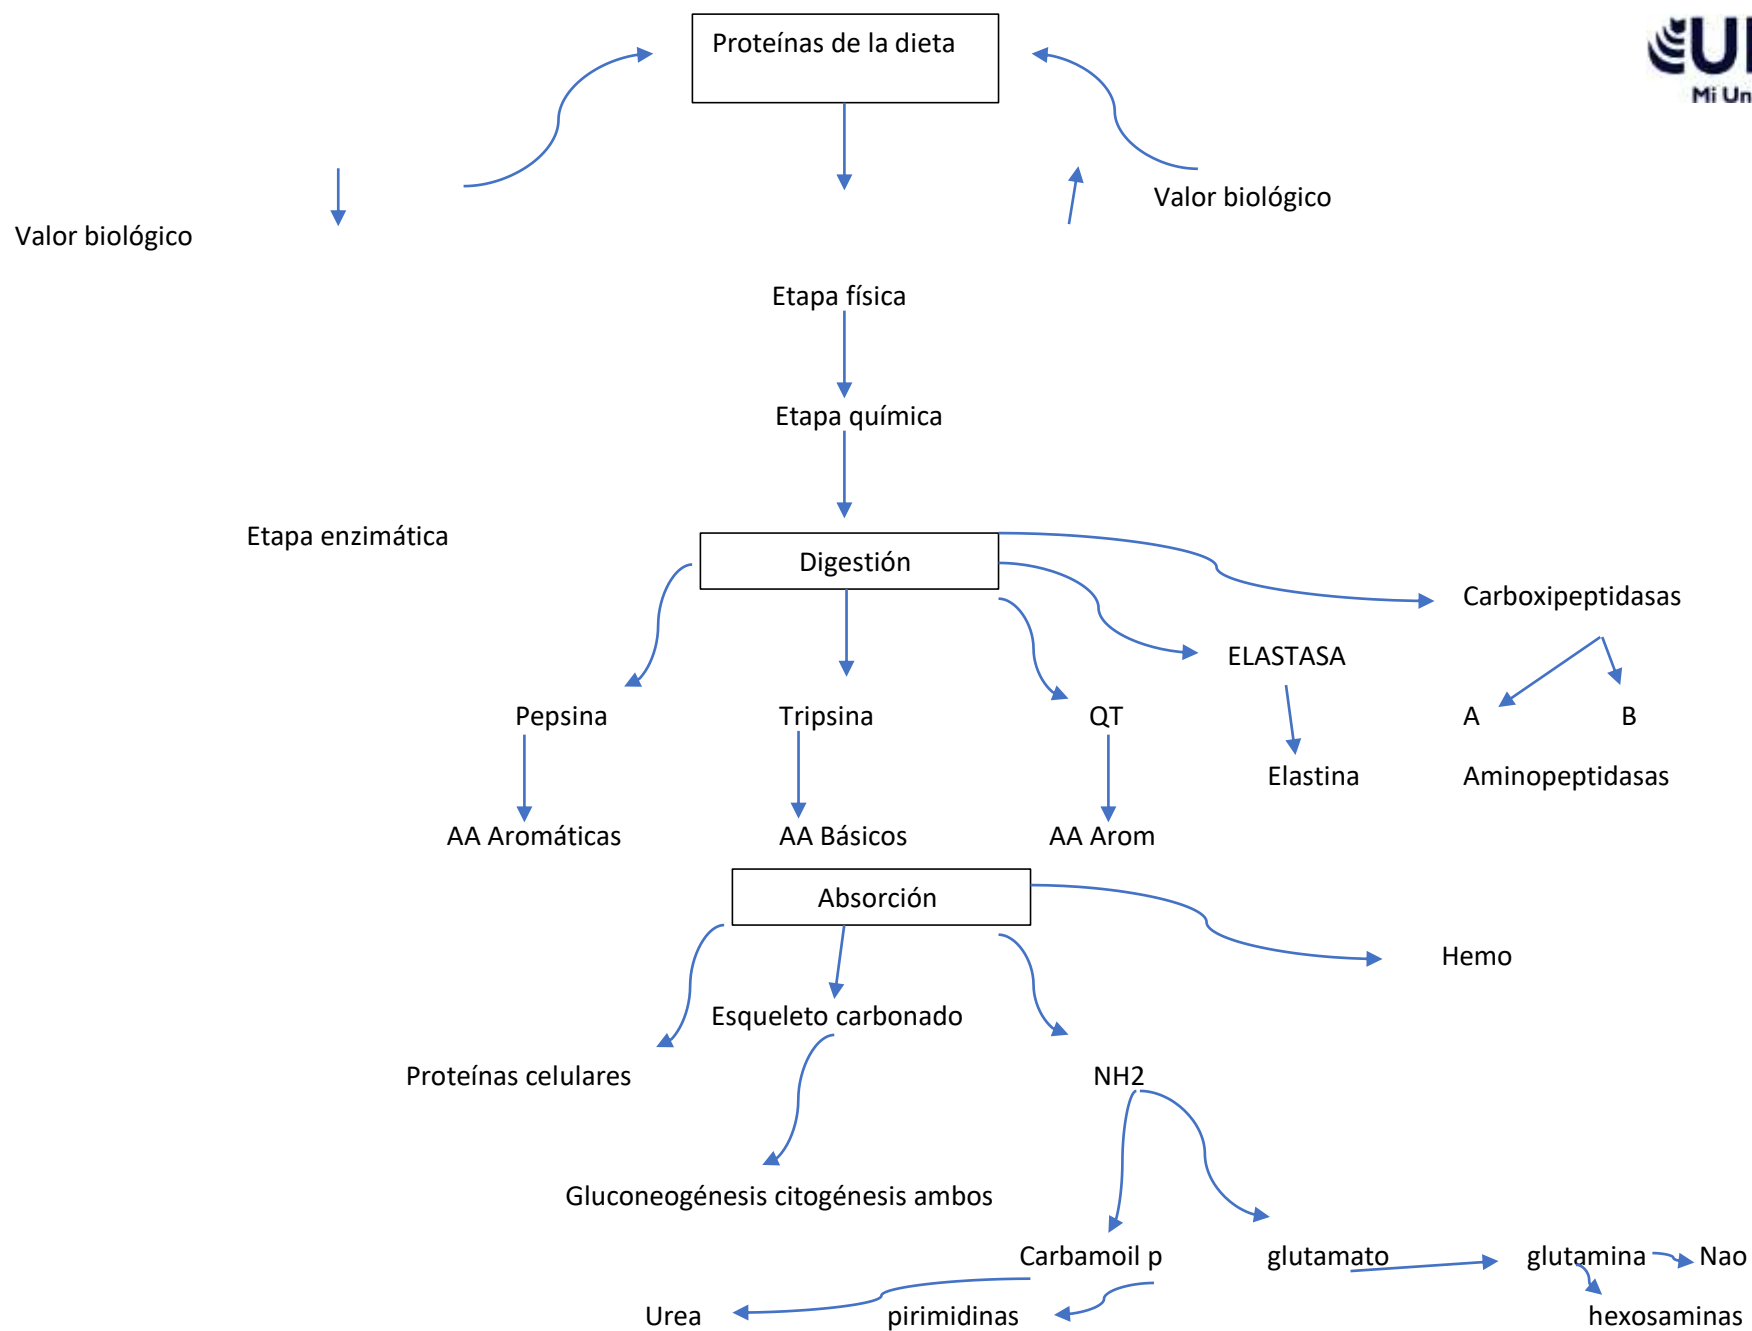 Proteínas de la dieta
Mi Un
Valor biológico
Valor biológico
Etapa física
Etapa química
Etapa enzimática
Digestión
Carboxipeptidasas
ELASTASA
Pepsina
Tripsina
QT
A
B
Elastina
Aminopeptidasas
AA Aromáticas
AA Básicos
AA Arom
Absorción
Hemo
Esqueleto carbonado
Proteínas celulares
NH2
Gluconeogénesis citogénesis ambos
Carbamoil p
glutamato
glutamina
Nao
Urea
pirimidinas
hexosaminas